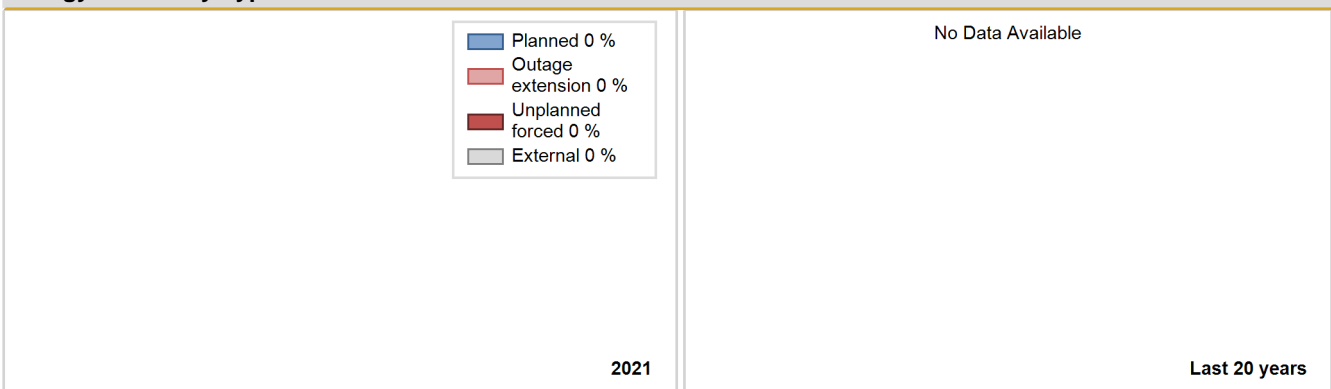 Planned 0 %
Outage
extension 0 %
Unplanned
forced 0 %
External 0 %
2021
No Data Available
Last 20 years